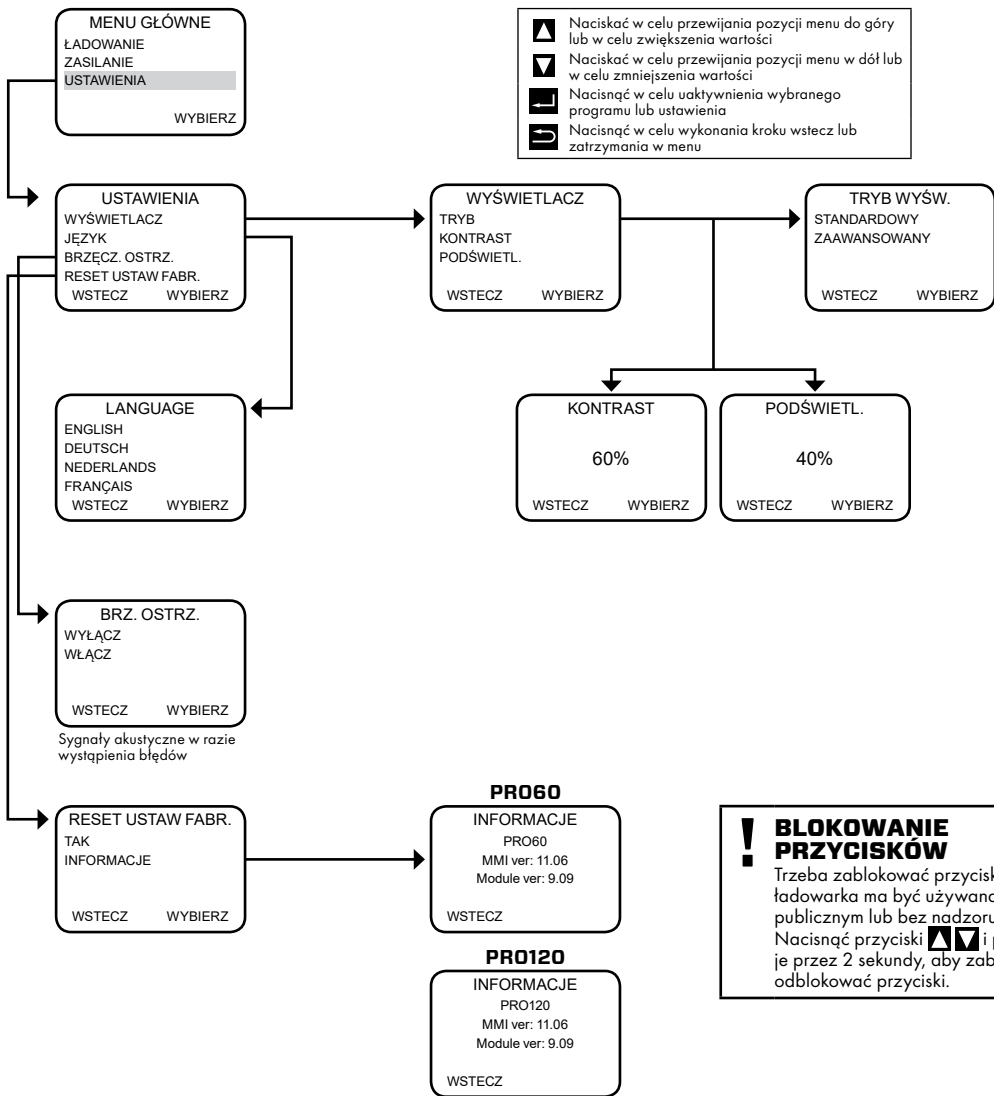 MENU GŁÓWNE
ŁADOWANIE
ZASILANIE
USTAWIENIA
WYBIERZ
Naciskać w celu przewijania pozycji menu do góry
lub w celu zwiększenia wartości
Naciskać w celu przewijania pozycji menu w dół lub
w celu zmniejszenia wartości
Nacisnąć w celu uaktywnienia wybranego
programu lub ustawienia
Nacisnąć w celu wykonania kroku wstecz lub
zatrzymania w menu
USTAWIENIA
WYŚWIETLACZ
JĘZYK
BRZĘCZ. OSTRZ.
RESET USTAW FABR.
WSTECZ WYBIERZ
WYŚWIETLACZ
TRYB
KONTRAST
PODŚWIETL.
WSTECZ WYBIERZ
TRYB WYŚW.
STANDARDOWY
ZAAWANSOWANY
WSTECZ WYBIERZ
LANGUAGE
ENGLISH
DEUTSCH
NEDERLANDS
FRANÇAIS
WSTECZ WYBIERZ
KONTRAST
60%
WSTECZ WYBIERZ
PODŚWIETL.
40%
WSTECZ WYBIERZ
BRZ. OSTRZ.
WYŁĄCZ
WŁĄCZ
WSTECZ WYBIERZ
Sygnały akustyczne w razie
wystąpienia błędów
RESET USTAW FABR.
TAK
INFORMACJE
WSTECZ WYBIERZ
PRO60
INFORMACJE
PRO60
MMI ver: 11.06
Module ver: 9.09
WSTECZ
PRO120
INFORMACJE
PRO120
MMI ver: 11.06
Module ver: 9.09
WSTECZ
!
BLOKOWANIE
PRZYCISKÓW
Trzeba zablokować
ładowarka ma być
publicznym lub bez nadzoru
Nacisnąć przyciski i
je przez 2 sekundy, aby
odblokować przyciski.